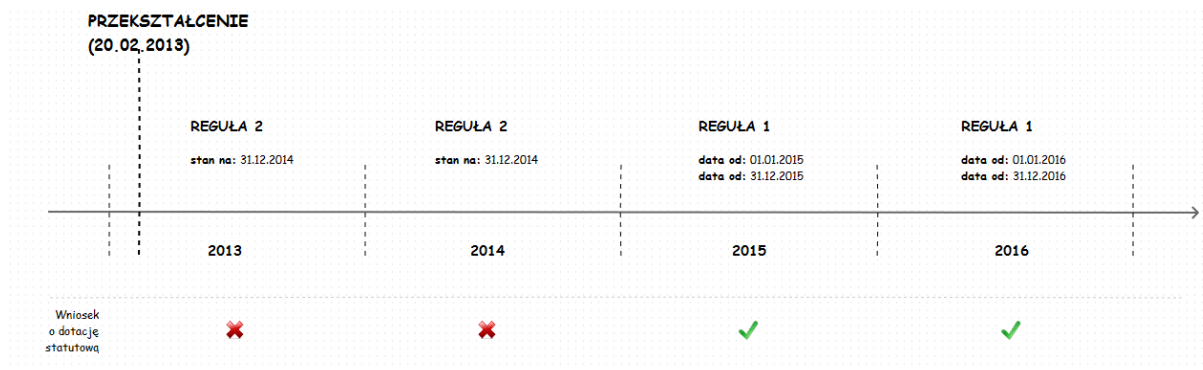 PRZEKSZTAŁCENIE
(20.02.2013)
REGUŁA 2
stan na: 31.12.2014
REGUŁA 2
stan na: 31.12.2014
REGUŁA 1
data od: 01.01.2015
data od: 31.12.2015
REGUŁA 1
data od: 01.01.2016
data od: 31.12.2016
2013
2014
2015
2016
Wniosek
o dotację
statutową